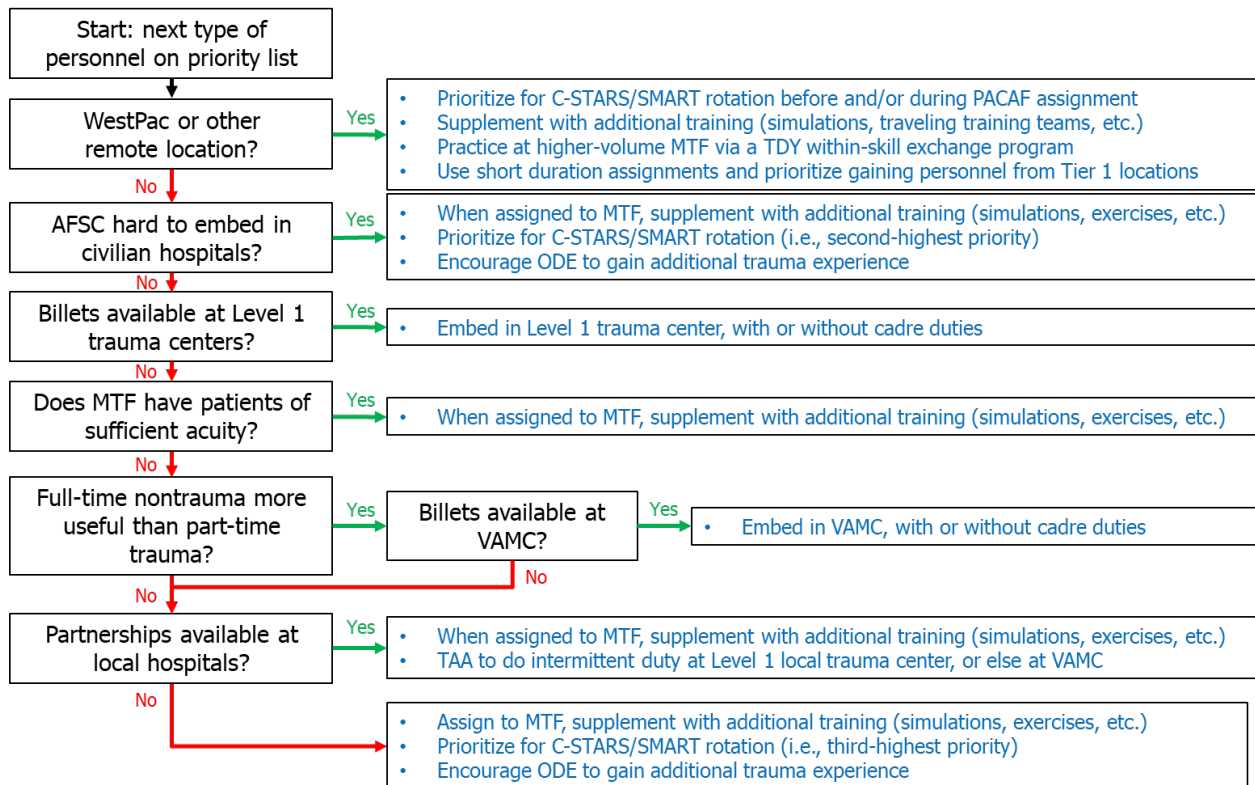 Start: next type of
personnel on priority list
WestPac or other
remote location?
Yes
• Prioritize for C-STARS/SMART rotation before and/or during PACAF assignment
• Supplement with additional training (simulations, traveling training teams, etc.)
• Practice at higher-volume MTF via a TDY within-skill exchange program
• Use short duration assignments and prioritize gaining personnel from Tier 1 locations
No
AFSC hard to embed in
civilian hospitals?
Yes
• When assigned to MTF, supplement with additional training (simulations, exercises, etc.)
• Prioritize for C-STARS/SMART rotation (i.e., second-highest priority)
• Encourage ODE to gain additional trauma experience
No
Billets available at Level 1
trauma centers?
Yes
• Embed in Level 1 trauma center, with or without cadre duties
No
Does MTF have patients of
sufficient acuity?
Yes
• When assigned to MTF, supplement with additional training (simulations, exercises, etc.)
No
Full-time nontrauma more
useful than part-time
trauma?
Yes
Billets available at
VAMC?
Yes
• Embed in VAMC, with or without cadre duties
No
No
Partnerships available at
local hospitals?
Yes
• When assigned to MTF, supplement with additional training (simulations, exercises, etc.)
• TAA to do intermittent duty at Level 1 local trauma center, or else at VAMC
No
• Assign to MTF, supplement with additional training (simulations, exercises, etc.)
• Prioritize for C-STARS/SMART rotation (i.e., third-highest priority)
• Encourage ODE to gain additional trauma experience